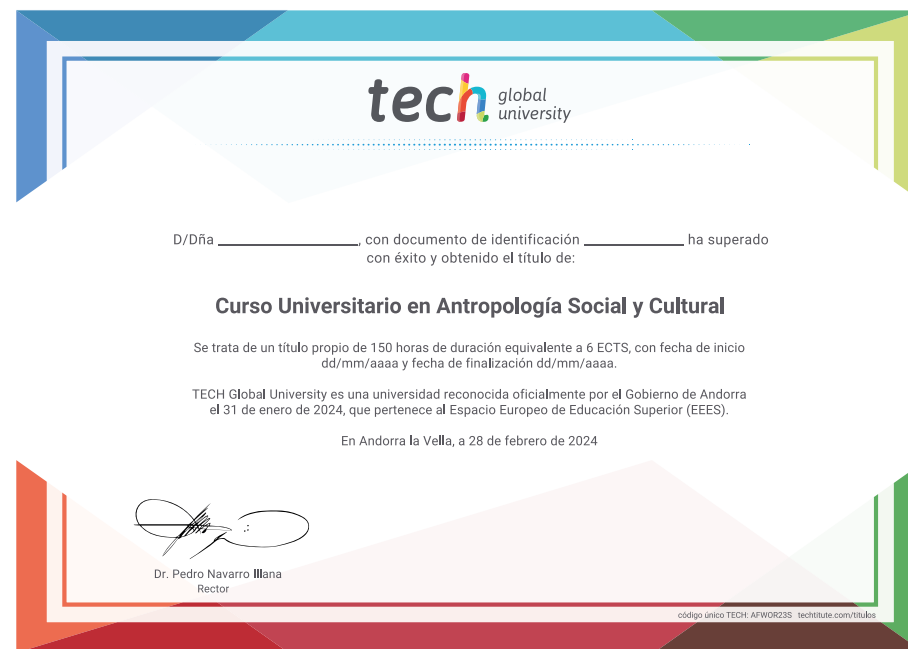 tech global
university
D/Dña ____________________, con documento de identificación ______________ ha superado
con éxito y obtenido el título de:
Curso Universitario en Antropología Social y Cultural
Se trata de un título propio de 150 horas de duración equivalente a 6 ECTS, con fecha de inicio
dd/mm/aaaa y fecha de finalización dd/mm/aaaa.
TECH Global University es una universidad reconocida oficialmente por el Gobierno de Andorra
el 31 de enero de 2024, que pertenece al Espacio Europeo de Educación Superior (EEES).
En Andorra la Vella, a 28 de febrero de 2024
Dr. Pedro Navarro Illana
Rector
código único TECH: AFWOR23S techtitute.com/titulos